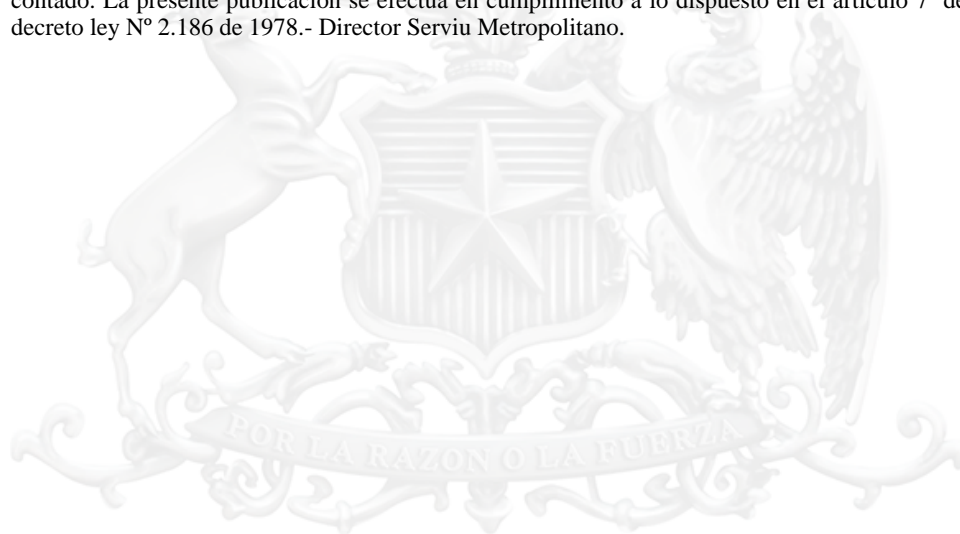 contado. La presente publicación se efectúa en cumplimiento a lo dispuesto en el artículo 7º de
decreto ley Nº 2.186 de 1978.- Director Serviu Metropolitano.
POR LA RAZON O LA FUERZA